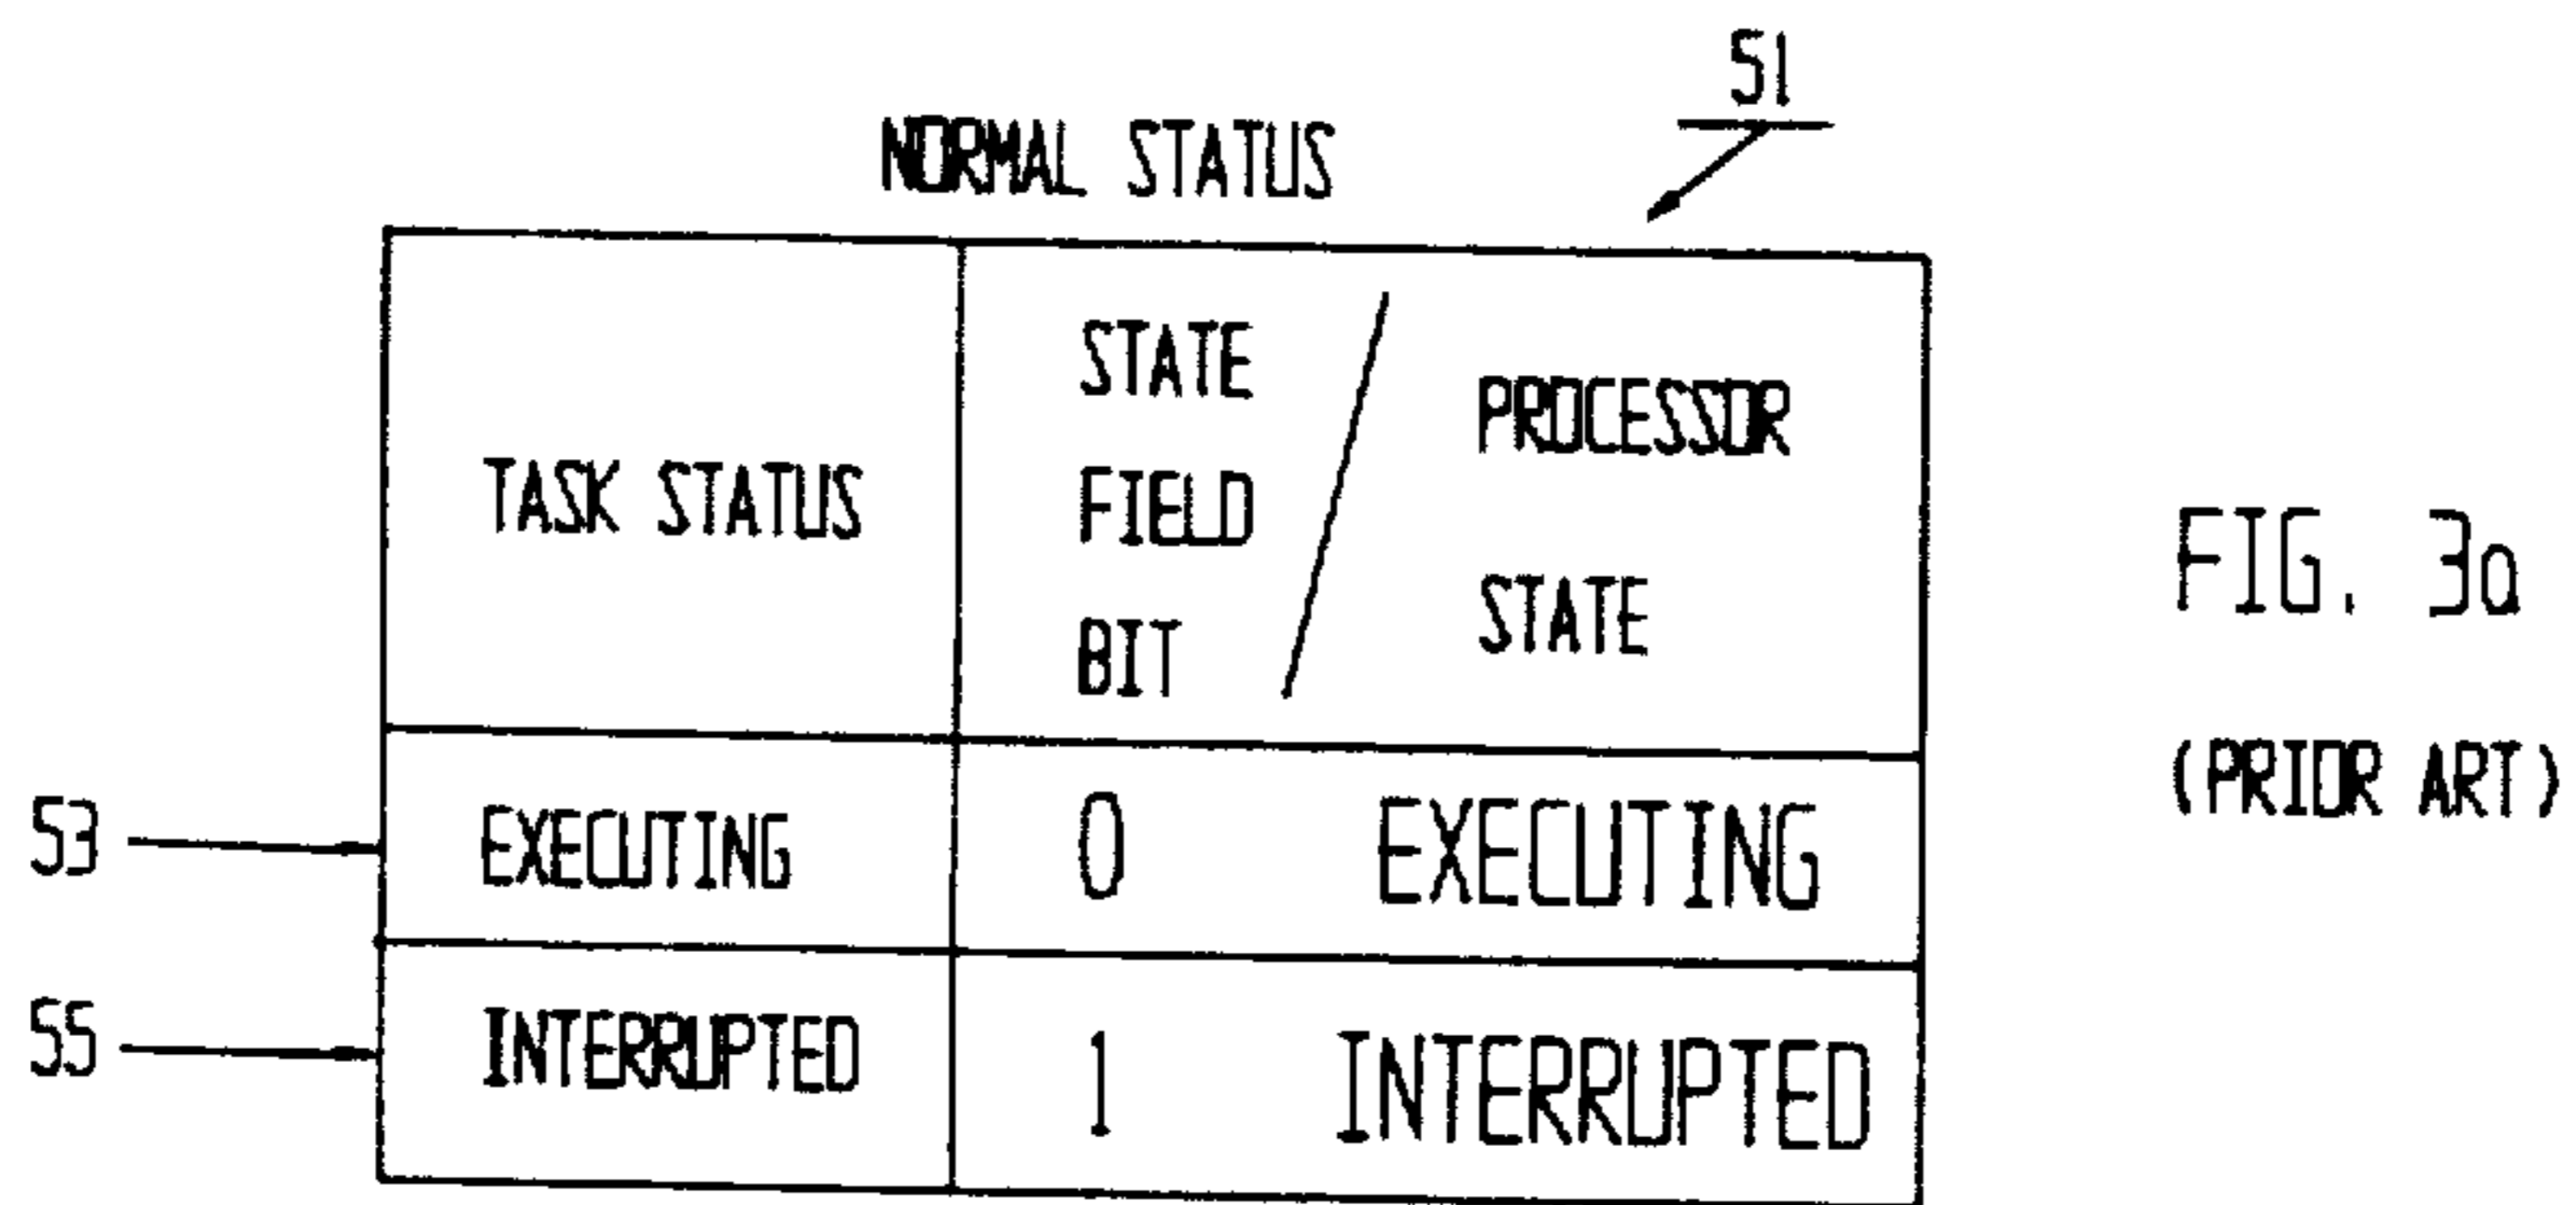 51
NORMAL STATUS
TASK STATUS
STATE
FIELD
BIT
/
PROCESSOR
STATE
53
EXECUTING
0
EXECUTING
55
INTERRUPTED
1
INTERRUPTED
FIG. 3a
(PRIOR ART)